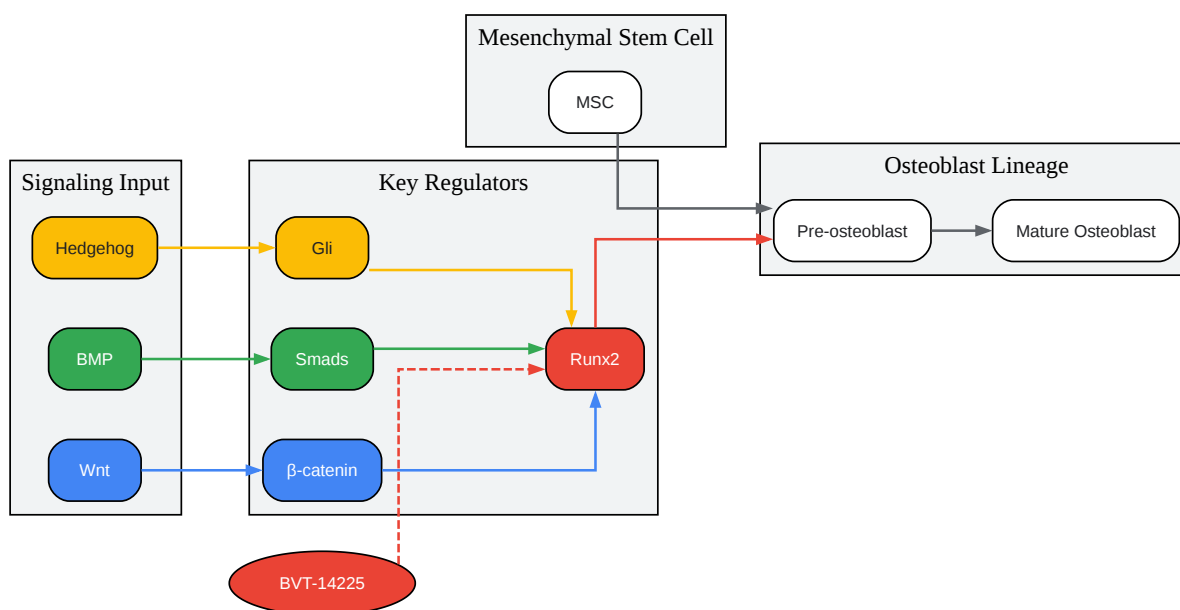 Mesenchymal Stem Cell
MSC
Signaling Input
Key Regulators
Osteoblast Lineage
Hedgehog
Gli
Pre-osteoblast
Mature Osteoblast
BMP
Smads
Runx2
Wnt
β-catenin
BVT-14225